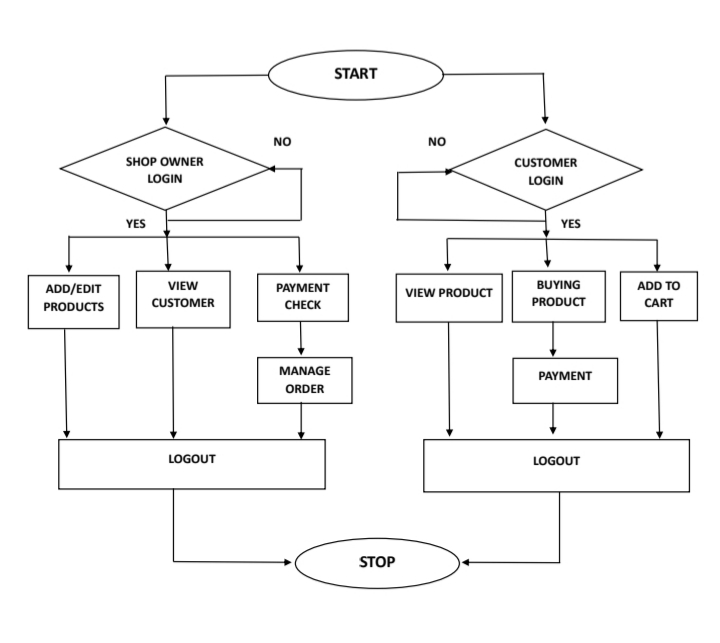 START
NO
NO
SHOP OWNER
LOGIN
CUSTOMER
LOGIN
YES
YES
ADD/EDIT
PRODUCTS
VIEW
CUSTOMER
PAYMENT
CHECK
VIEW PRODUCT
BUYING
PRODUCT
ADD TO
CART
MANAGE
ORDER
PAYMENT
LOGOUT
LOGOUT
STOP